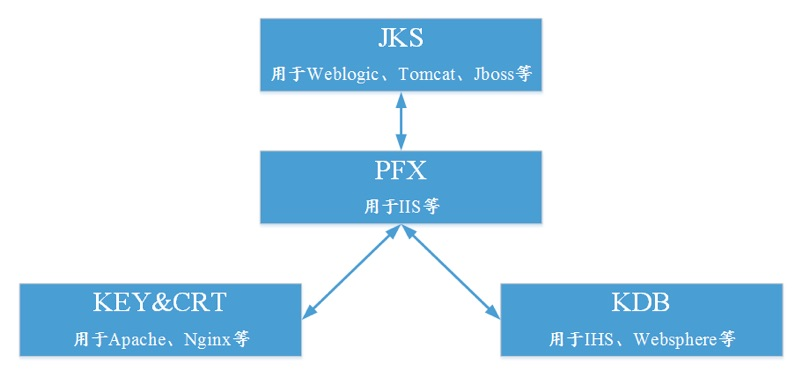 JKS
用于Weblogic、Tomcat、Jboss等
PFX
用于IIS等
KEY&CRT
用于Apache、Nginx等
KDB
用于IHS、Websphere等